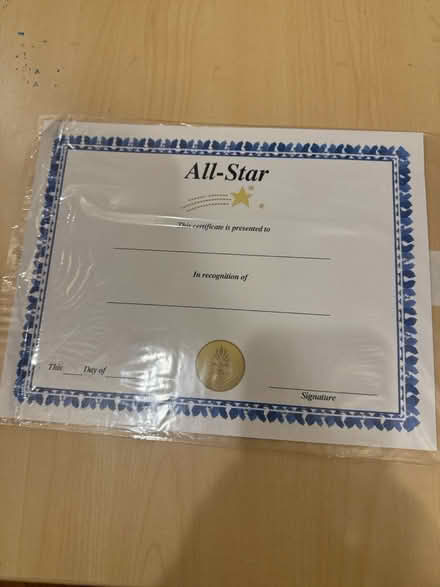 All-Star
This certificate is presented to
In recognition of
This Day of
Signature